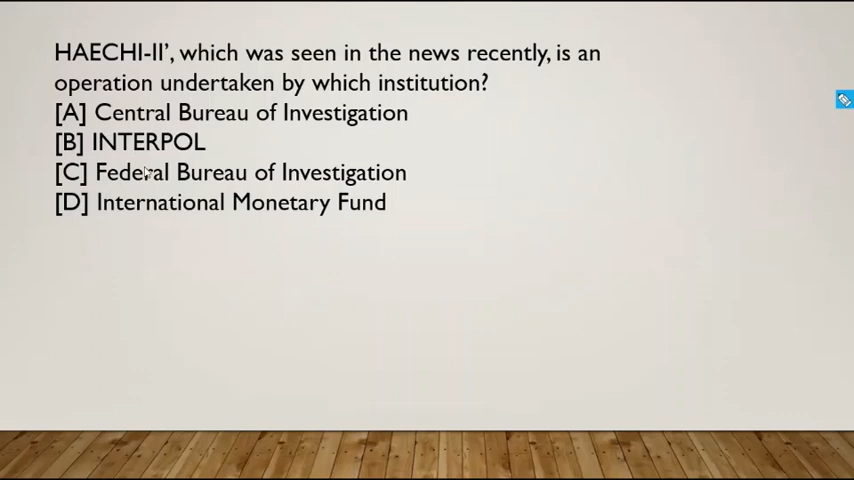 HAECHI-II’, which was seen in the news recently, is an
operation undertaken by which institution?
[A] Central Bureau of Investigation
[B] INTERPOL
[C] Federal Bureau of Investigation
[D] International Monetary Fund